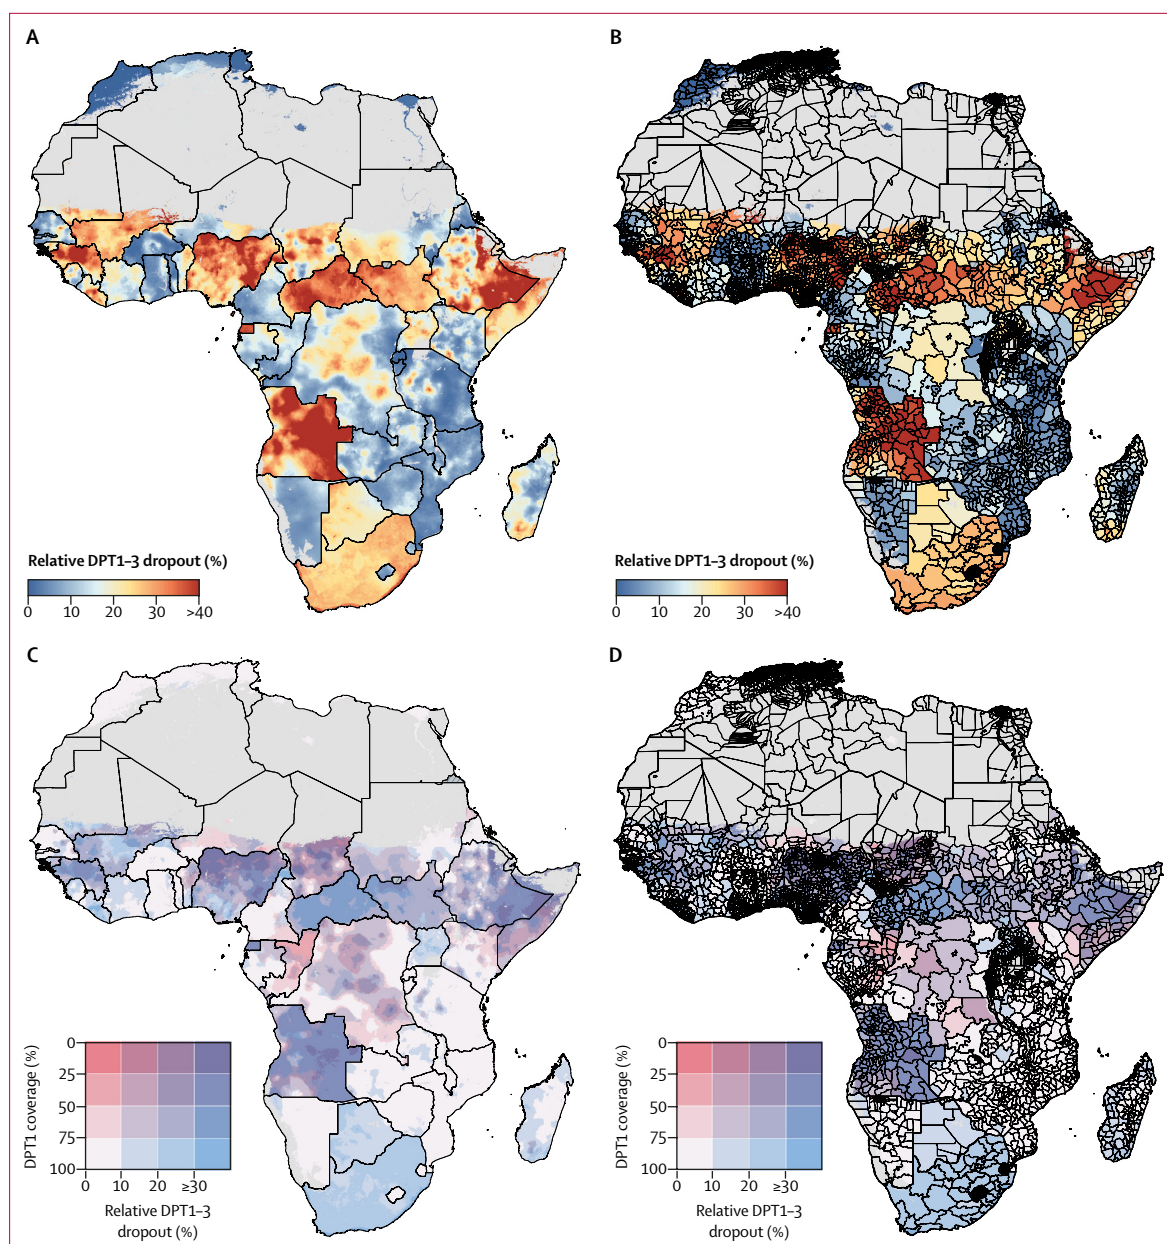 A
B
Relative DPT1–3 dropout (%)
0 10 20 30 >40
Relative DPT1–3 dropout (%)
0 10 20 30 >40
C
D
DPT1 coverage (%)
0
25
50
75
100
0 10 20 ≥30
Relative DPT1–3
dropout (%)
DPT1 coverage (%)
0
25
50
75
100
0 10 20 ≥30
Relative DPT1–3
dropout (%)